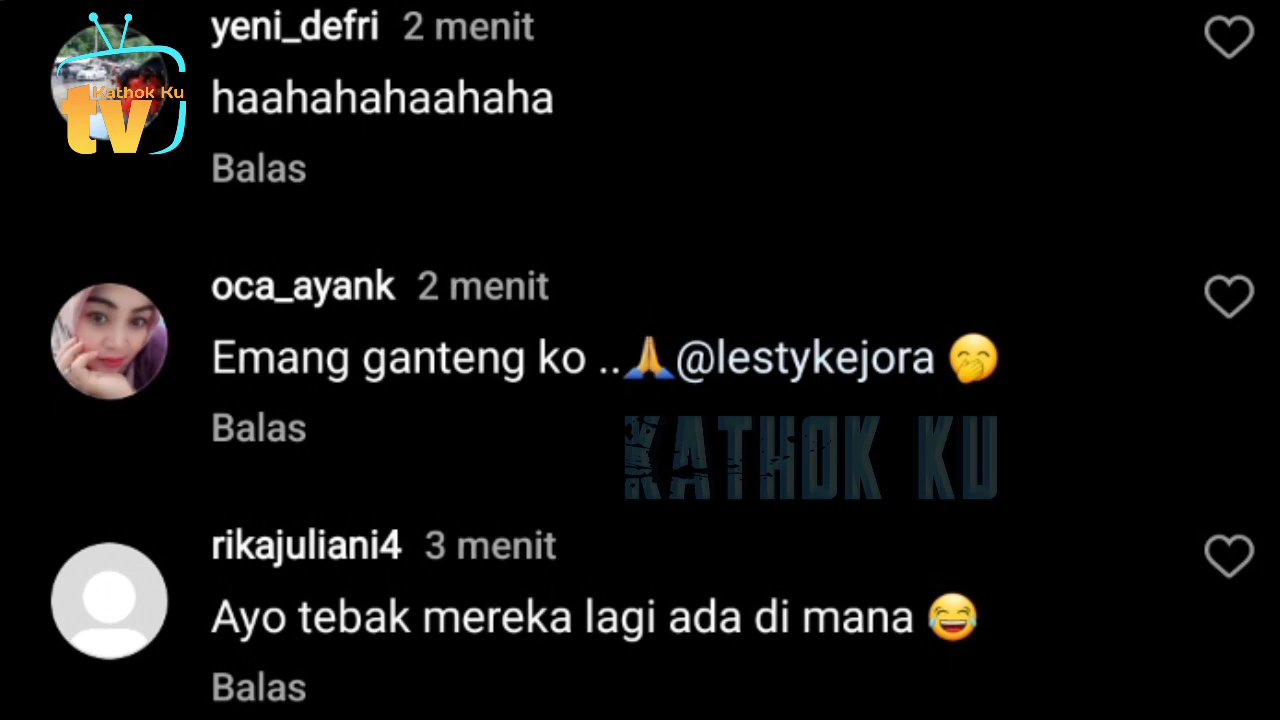 yeni_defri 2 menit
Kathok Ku
tv
haahahahaahaha
Balas
oca_ayank 2 menit
Emang ganteng ko ..🙏@lestykejora 🤭
Balas
KATHOK KU
rikajuliani4 3 menit
Ayo tebak mereka lagi ada di mana 😂
Balas